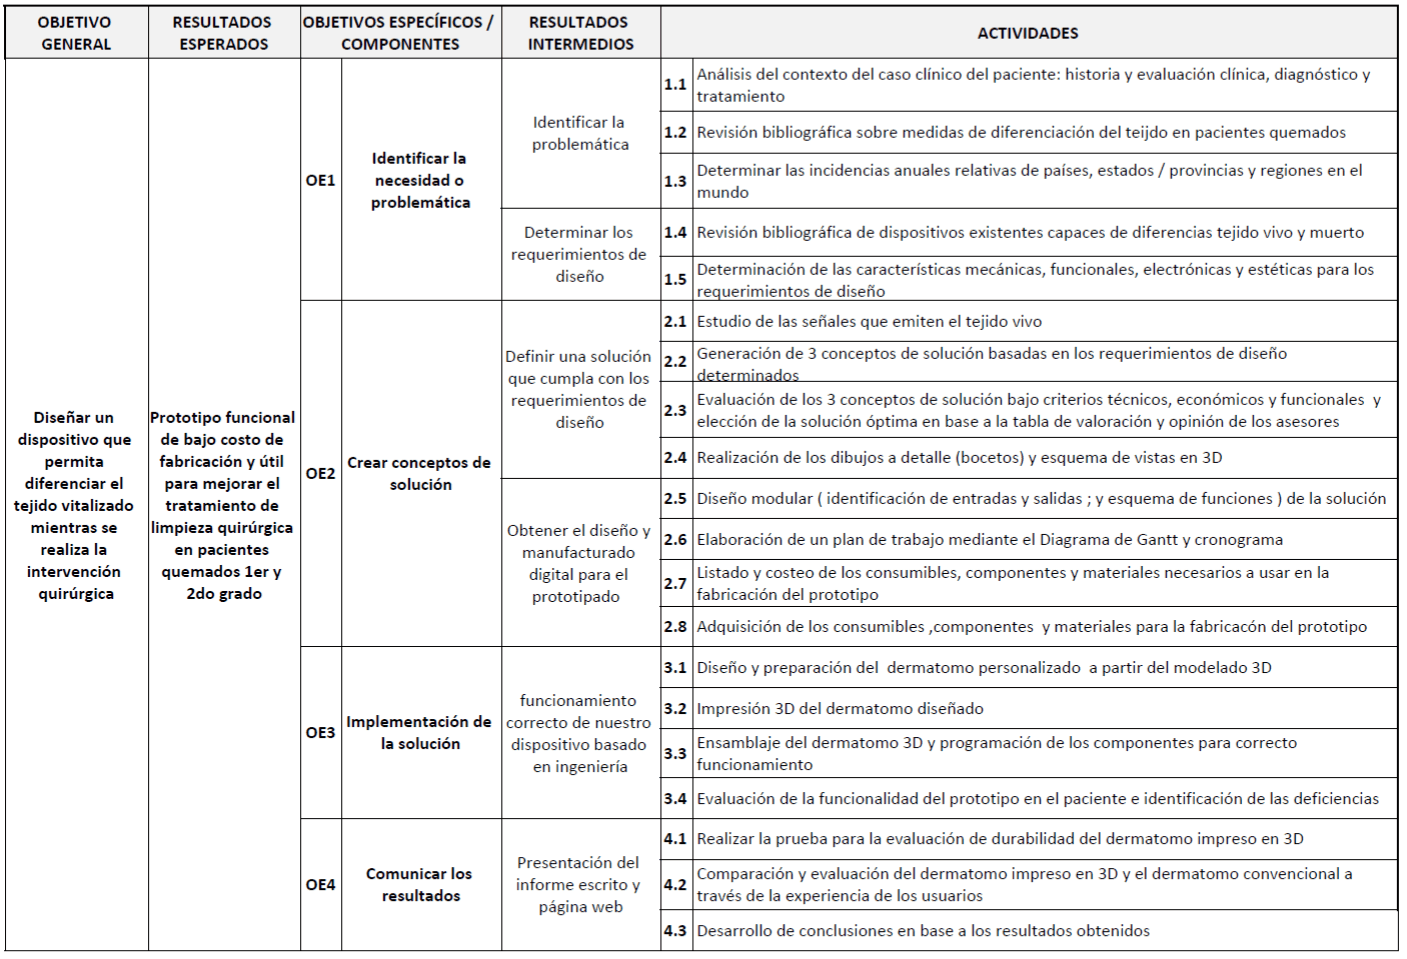 OBJETIVO
GENERAL
RESULTADOS
ESPERADOS
OBJETIVOS ESPECÍFICOS /
COMPONENTES
RESULTADOS
INTERMEDIOS
ACTIVIDADES
Diseñar un
dispositivo que
permita
diferenciar el
tejido vitalizado
mientras se
realiza la
intervención
quirúrgica
Prototipo funcional
de bajo costo de
fabricación y útil
para mejorar el
tratamiento de
limpieza quirúrgica
en pacientes
quemados 1er y
2do grado
OE1
Identificar la
necesidad o
problemática
Identificar la
problemática
1.1 Análisis del contexto del caso clínico del paciente: historia y evaluación clínica, diagnóstico y
tratamiento
1.2 Revisión bibliográfica sobre medidas de diferenciación del teijdo en pacientes quemados
1.3 Determinar las incidencias anuales relativas de países, estados / provincias y regiones en el
mundo
Determinar los
requerimientos de
diseño
1.4 Revisión bibliográfica de dispositivos existentes capaces de diferencias tejido vivo y muerto
1.5 Determinación de las características mecánicas, funcionales, electrónicas y estéticas para los
requerimientos de diseño
OE2
Crear conceptos de
solución
Definir una solución
que cumpla con los
requerimientos de
diseño
2.1 Estudio de las señales que emiten el tejido vivo
2.2 Generación de 3 conceptos de solución basadas en los requerimientos de diseño
determinados
2.3 Evaluación de los 3 conceptos de solución bajo criterios técnicos, económicos y funcionales y
elección de la solución óptima en base a la tabla de valoración y opinión de los asesores
2.4 Realización de los dibujos a detalle (bocetos) y esquema de vistas en 3D
Obtener el diseño y
manufacturado
digital para el
prototipado
2.5 Diseño modular ( identificación de entradas y salidas ; y esquema de funciones ) de la solución
2.6 Elaboración de un plan de trabajo mediante el Diagrama de Gantt y cronograma
2.7 Listado y costeo de los consumibles, componentes y materiales necesarios a usar en la
fabricación del prototipo
2.8 Adquisición de los consumibles ,componentes y materiales para la fabricacón del prototipo
OE3
Implementación de
la solución
funcionamiento
correcto de nuestro
dispositivo basado
en ingeniería
3.1 Diseño y preparación del dermatomo personalizado a partir del modelado 3D
3.2 Impresión 3D del dermatomo diseñado
3.3 Ensamblaje del dermatomo 3D y programación de los componentes para correcto
funcionamiento
3.4 Evaluación de la funcionalidad del prototipo en el paciente e identificación de las deficiencias
OE4
Comunicar los
resultados
Presentación del
informe escrito y
página web
4.1 Realizar la prueba para la evaluación de durabilidad del dermatomo impreso en 3D
4.2 Comparación y evaluación del dermatomo impreso en 3D y el dermatomo convencional a
través de la experiencia de los usuarios
4.3 Desarrollo de conclusiones en base a los resultados obtenidos